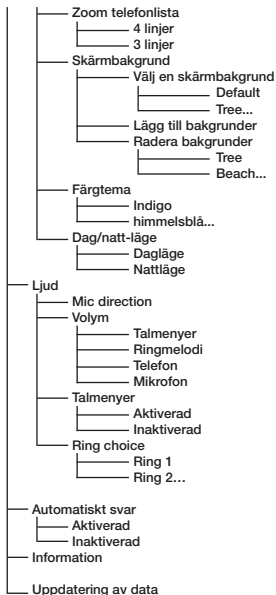 Zoom telefonlista
4 linjer
3 linjer
Skärmbakgrund
Välj en skärmbakgrund
Default
Tree...
Lägg till bakgrunder
Radera bakgrunder
Tree
Beach...
Färgtema
Indigo
himmelsblå...
Dag/natt-läge
Dagläge
Nattläge
Ljud
Mic direction
Volym
Talmenyer
Ringmelodi
Telefon
Mikrofon
Talmenyer
Aktiverad
Inaktiverad
Ring choice
Ring 1
Ring 2...
Automatiskt svar
Aktiverad
Inaktiverad
Information
Uppdatering av data